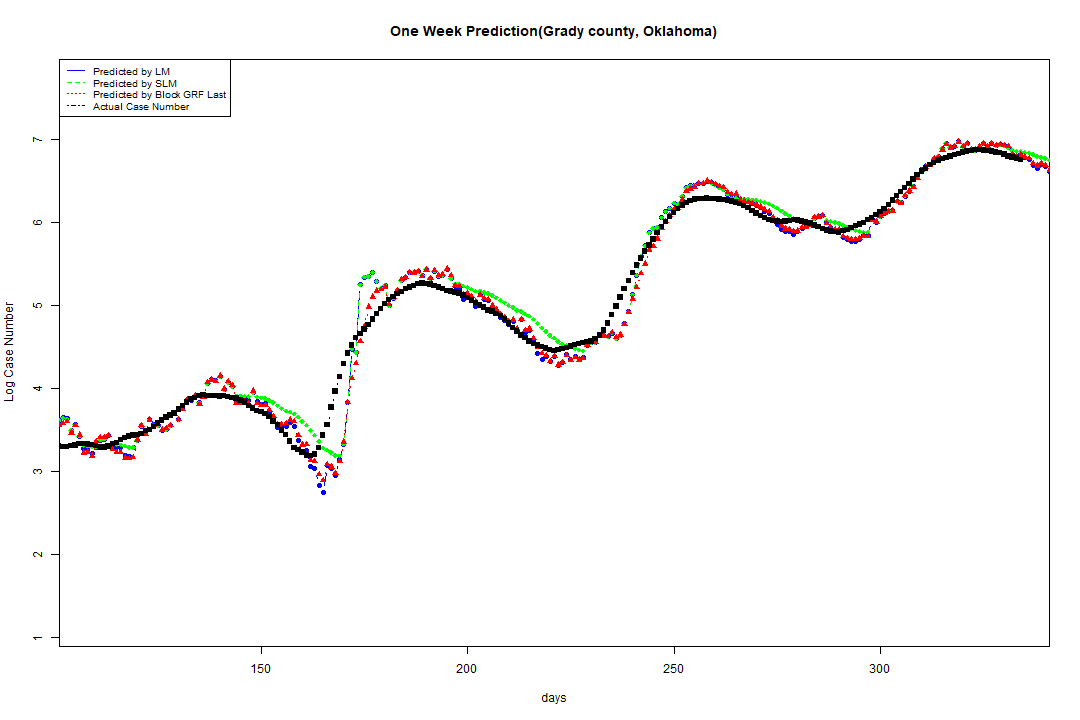 One Week Prediction(Grady county, Oklahoma)
Predicted by LM
Predicted by SLM
Predicted by Block GRF Last
Actual Case Number
Log Case Number
7
6
5
4
3
2
1
150 200 250 300
days